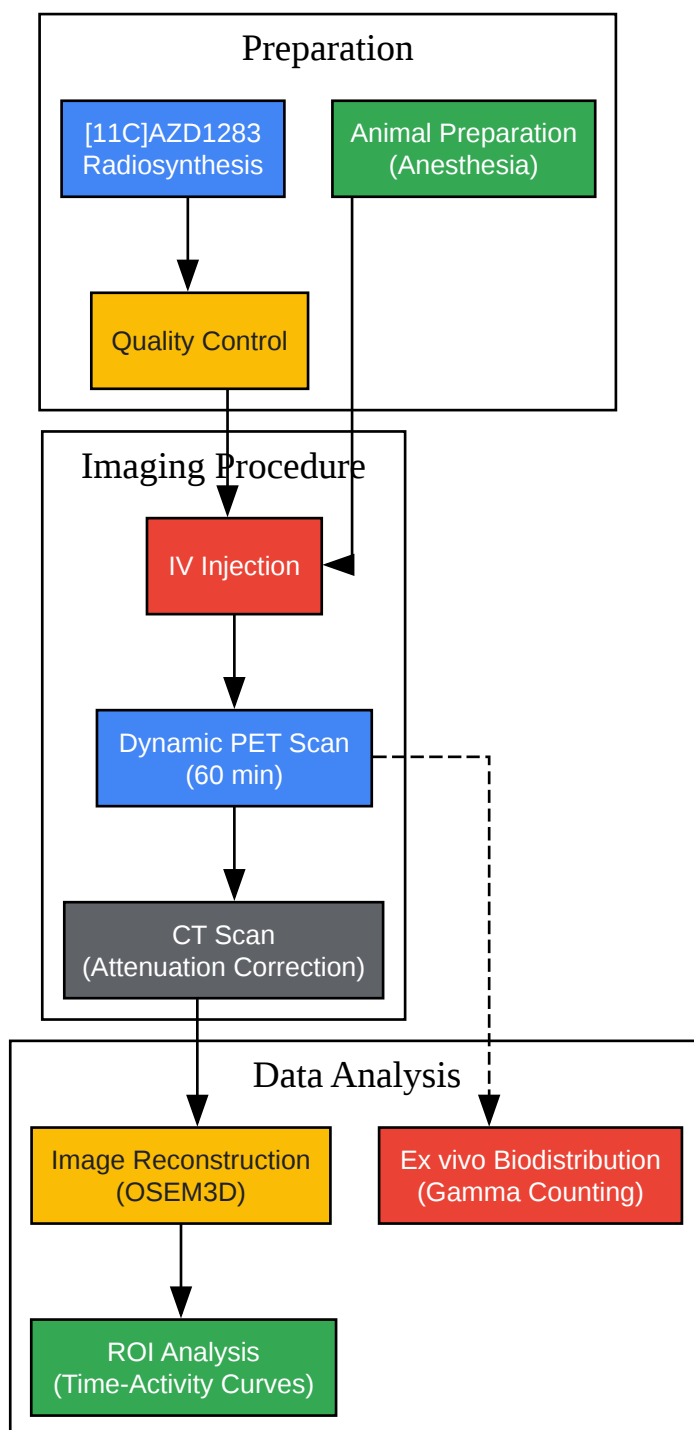 Preparation
[11C]AZD1283
Radiosynthesis
Animal Preparation
(Anesthesia)
Quality Control
Imaging Procedure
IV Injection
Dynamic PET Scan
(60 min)
CT Scan
(Attenuation Correction)
Data Analysis
Image Reconstruction
(OSEM3D)
Ex vivo Biodistribution
(Gamma Counting)
ROI Analysis
(Time-Activity Curves)